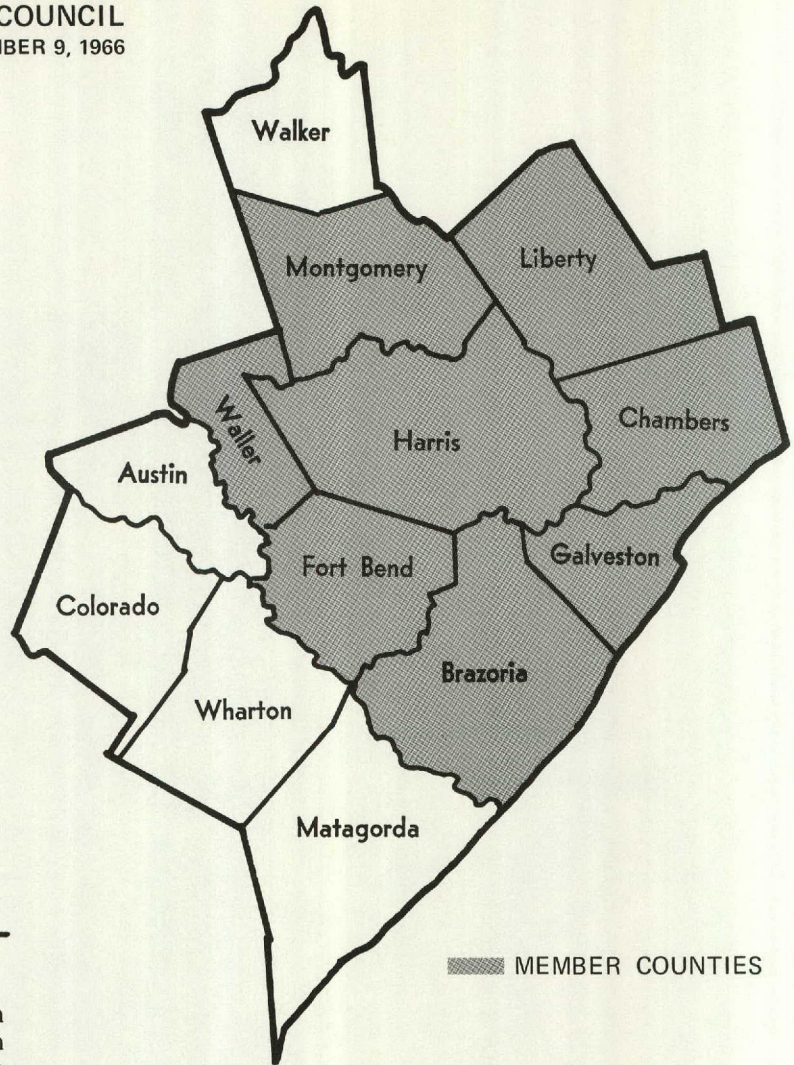 COUNCIL
BER 9, 1966
Walker
Montgomery
Liberty
Waller
Harris
Chambers
Austin
Fort Bend
Galveston
Colorado
Brazoria
Wharton
Matagorda
MEMBER COUNTIES